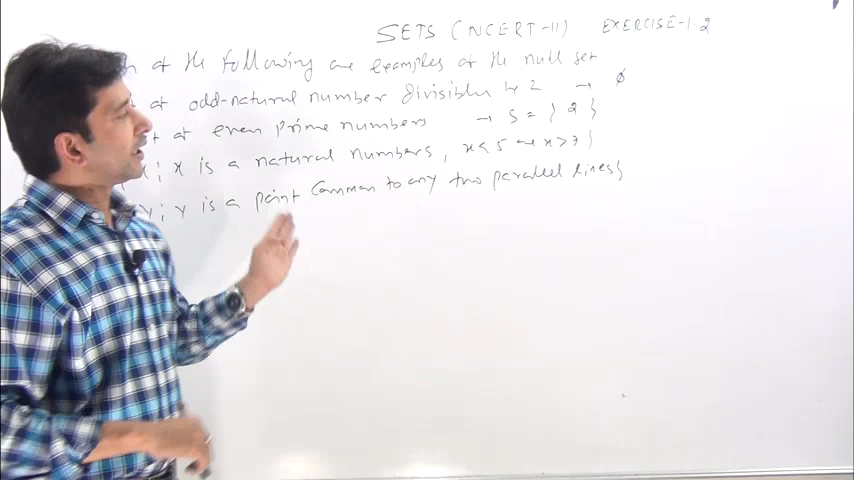 SETS (NCERT-11) EXERCISE-1.2
of the following are examples of the null set
of odd-natural number divisible by 2 → ϕ
of even prime numbers → S = { 2 }
x ; x is a natural numbers, x < 5 and x > 7 }
y ; y is a point Common to any two parallel lines }